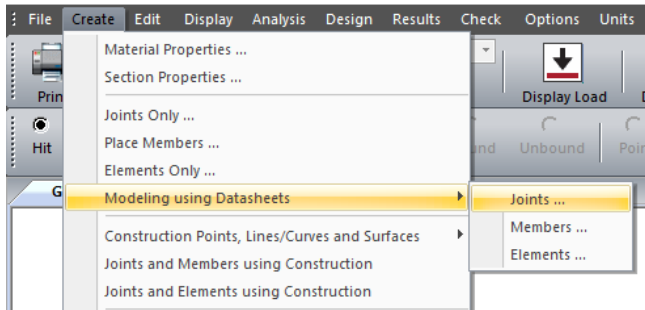 File Create Edit Display Analysis Design Results Check Options Units
Material Properties ...
Section Properties ...
Display Load
Joints Only ...
Place Members ...
Hit Unbound
Elements Only ...
Modeling using Datasheets
Joints ...
Members ...
Elements ...
Construction Points, Lines/Curves and Surfaces
Joints and Members using Construction
Joints and Elements using Construction